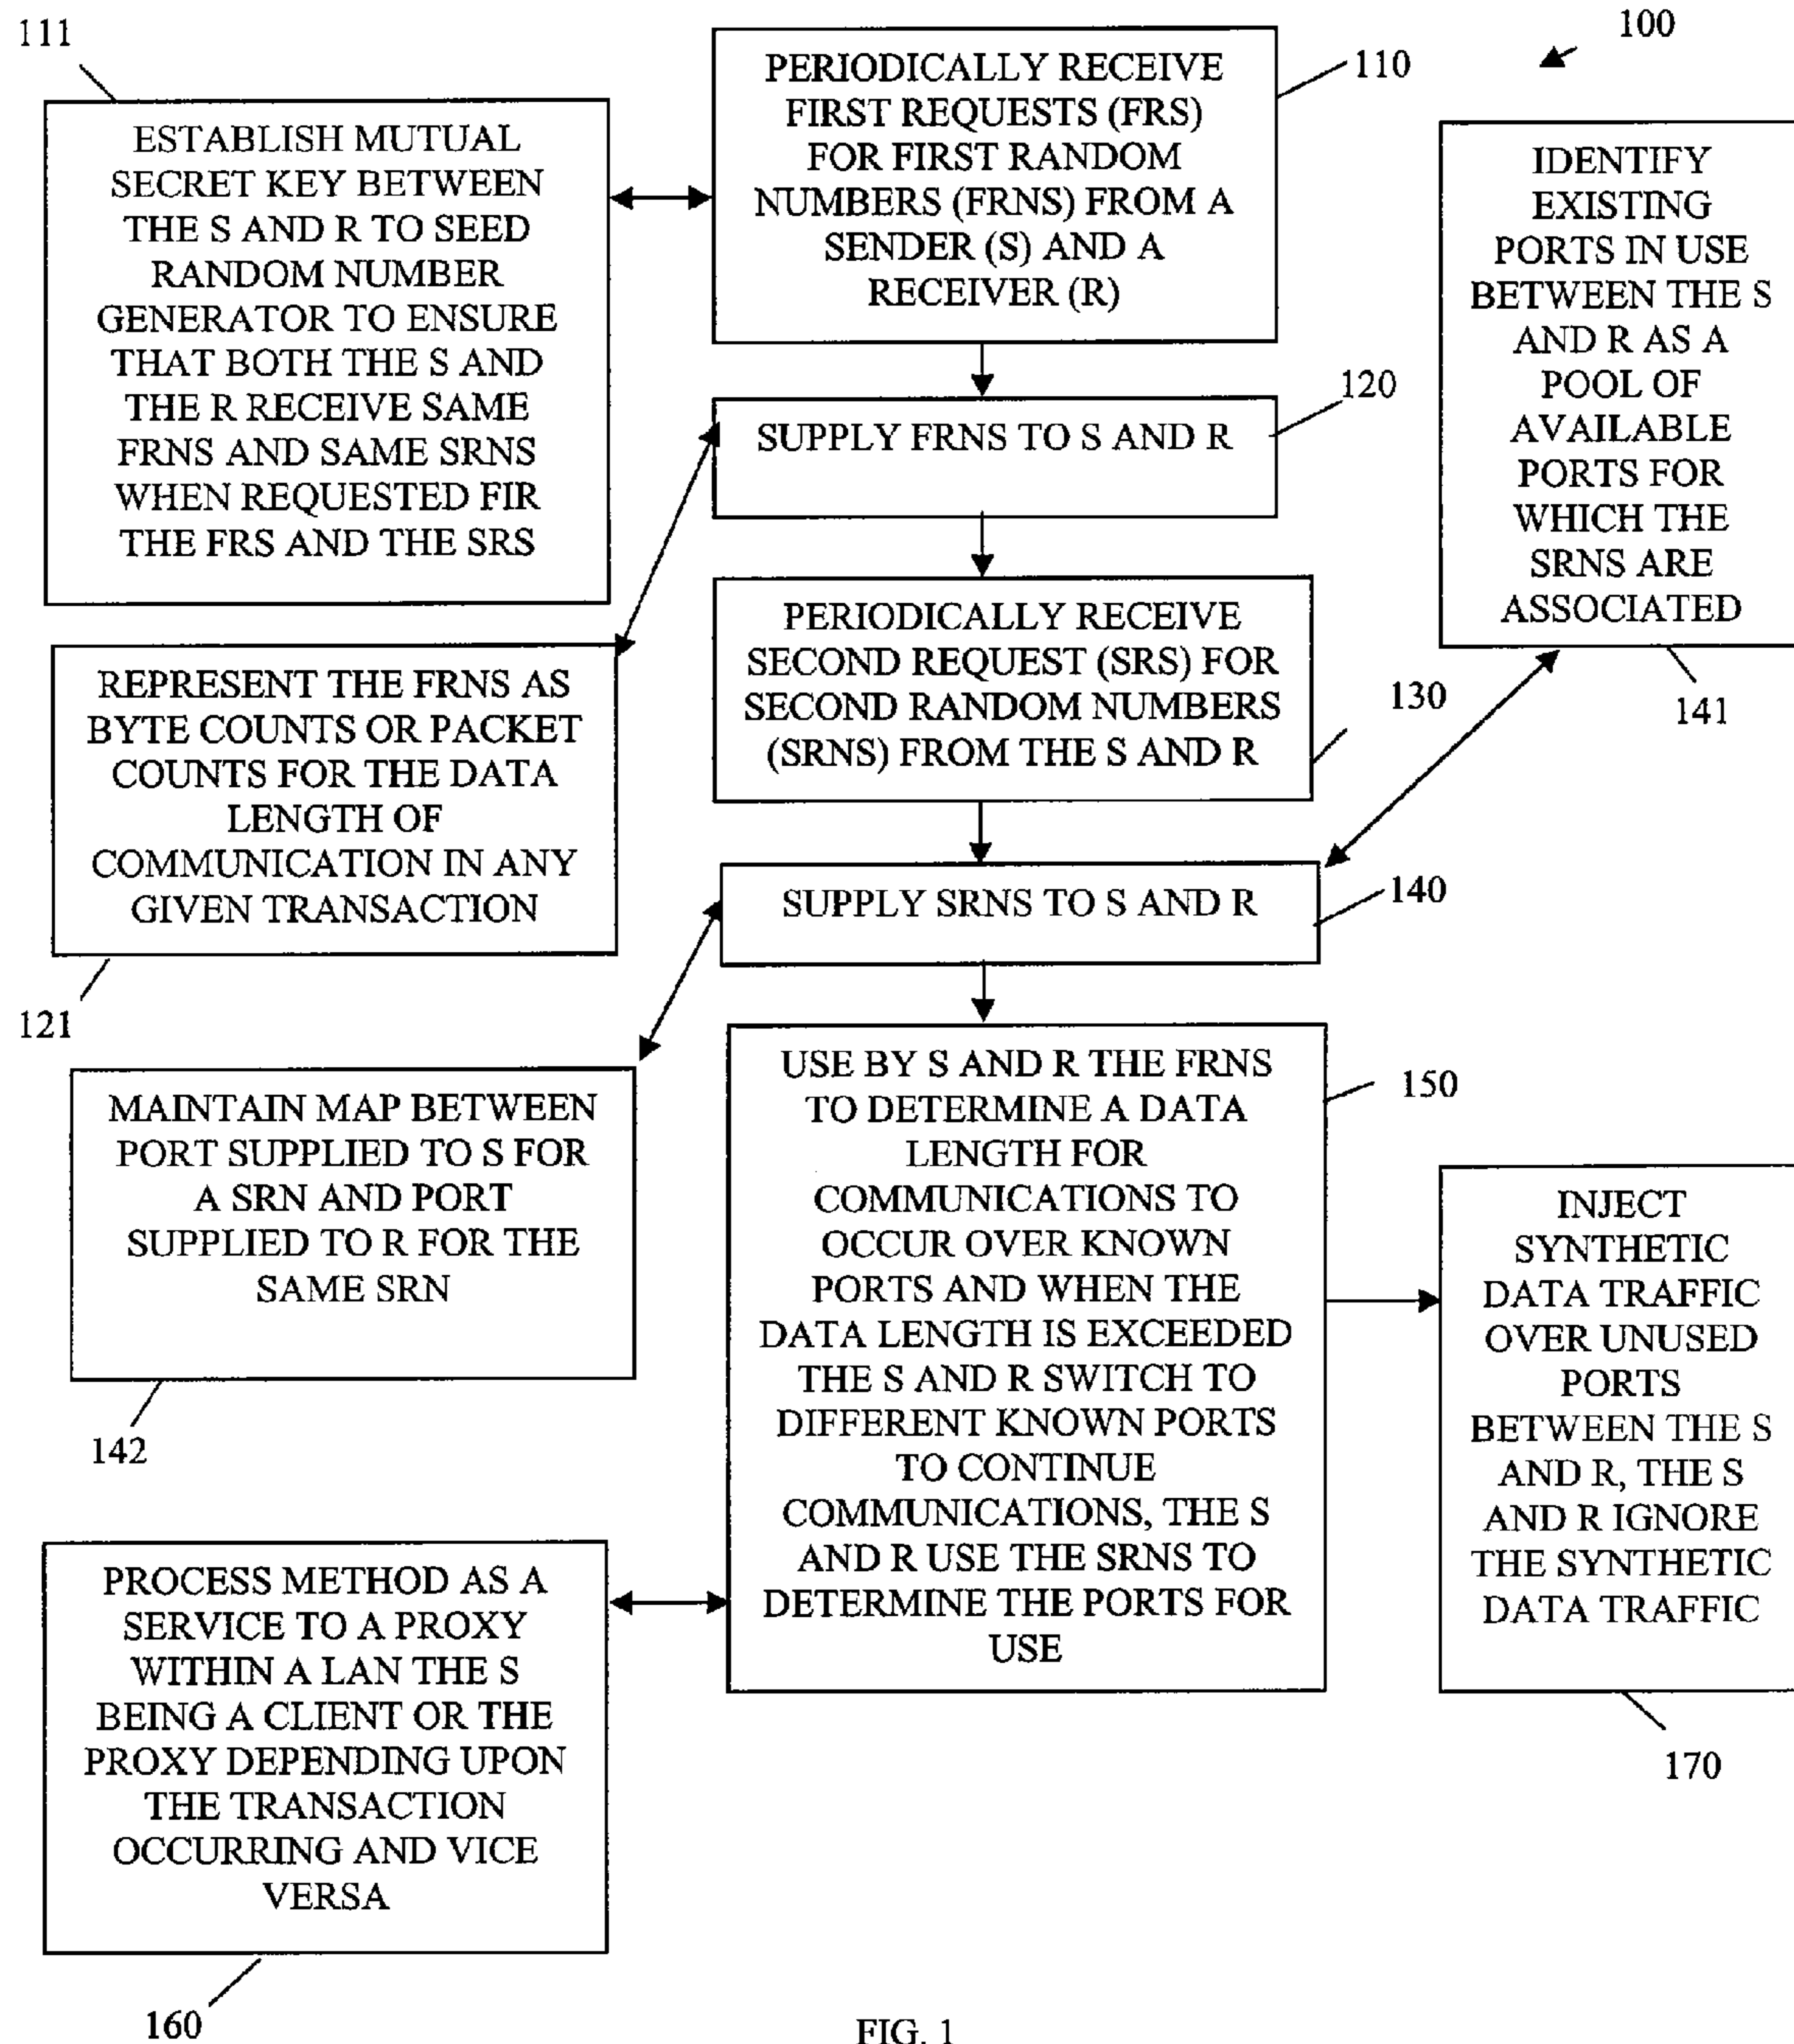 111
100
PERIODICALLY RECEIVE
FIRST REQUESTS (FRS)
FOR FIRST RANDOM
NUMBERS (FRNS) FROM A
SENDER (S) AND A
RECEIVER (R)
110
ESTABLISH MUTUAL
SECRET KEY BETWEEN
THE S AND R TO SEED
RANDOM NUMBER
GENERATOR TO ENSURE
THAT BOTH THE S AND
THE R RECEIVE SAME
FRNS AND SAME SRNS
WHEN REQUESTED FIR
THE FRS AND THE SRS
IDENTIFY
EXISTING
PORTS IN USE
BETWEEN THE S
AND R AS A
POOL OF
AVAILABLE
PORTS FOR
WHICH THE
SRNS ARE
ASSOCIATED
141
120
SUPPLY FRNS TO S AND R
PERIODICALLY RECEIVE
SECOND REQUEST (SRS) FOR
SECOND RANDOM NUMBERS
(SRNS) FROM THE S AND R
130
REPRESENT THE FRNS AS
BYTE COUNTS OR PACKET
COUNTS FOR THE DATA
LENGTH OF
COMMUNICATION IN ANY
GIVEN TRANSACTION
121
SUPPLY SRNS TO S AND R
140
MAINTAIN MAP BETWEEN
PORT SUPPLIED TO S FOR
A SRN AND PORT
SUPPLIED TO R FOR THE
SAME SRN
142
USE BY S AND R THE FRNS
TO DETERMINE A DATA
LENGTH FOR
COMMUNICATIONS TO
OCCUR OVER KNOWN
PORTS AND WHEN THE
DATA LENGTH IS EXCEEDED
THE S AND R SWITCH TO
DIFFERENT KNOWN PORTS
TO CONTINUE
COMMUNICATIONS, THE S
AND R USE THE SRNS TO
DETERMINE THE PORTS FOR
USE
150
INJECT
SYNTHETIC
DATA TRAFFIC
OVER UNUSED
PORTS
BETWEEN THE S
AND R, THE S
AND R IGNORE
THE SYNTHETIC
DATA TRAFFIC
170
PROCESS METHOD AS A
SERVICE TO A PROXY
WITHIN A LAN THE S
BEING A CLIENT OR THE
PROXY DEPENDING UPON
THE TRANSACTION
OCCURRING AND VICE
VERSA
160
FIG. 1